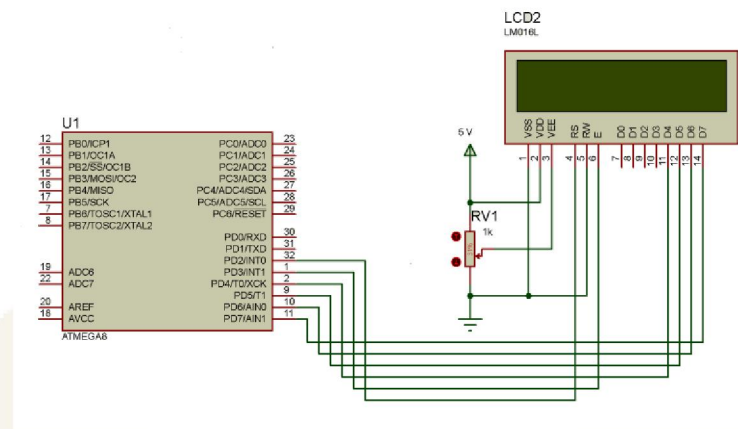 LCD2
LM016L
VSS
VDD
VEE
RS
RW
E
D0
D1
D2
D3
D4
D5
D6
D7
1
2
3
4
5
6
7
8
9
10
11
12
13
14
5 V
RV1
1k
U1
12 PB0/ICP1 PC0/ADC0 23
13 PB1/OC1A PC1/ADC1 24
14 PB2/SS/OC1B PC2/ADC2 25
15 PB3/MOSI/OC2 PC3/ADC3 26
16 PB4/MISO PC4/ADC4/SDA 27
17 PB5/SCK PC5/ADC5/SCL 28
7 PB6/TOSC1/XTAL1 PC6/RESET 29
8 PB7/TOSC2/XTAL2
PD0/RXD 30
PD1/TXD 31
PD2/INT0 32
19 ADC6 PD3/INT1 1
22 ADC7 PD4/T0/XCK 2
PD5/T1 9
20 AREF PD6/AIN0 10
18 AVCC PD7/AIN1 11
ATMEGA8